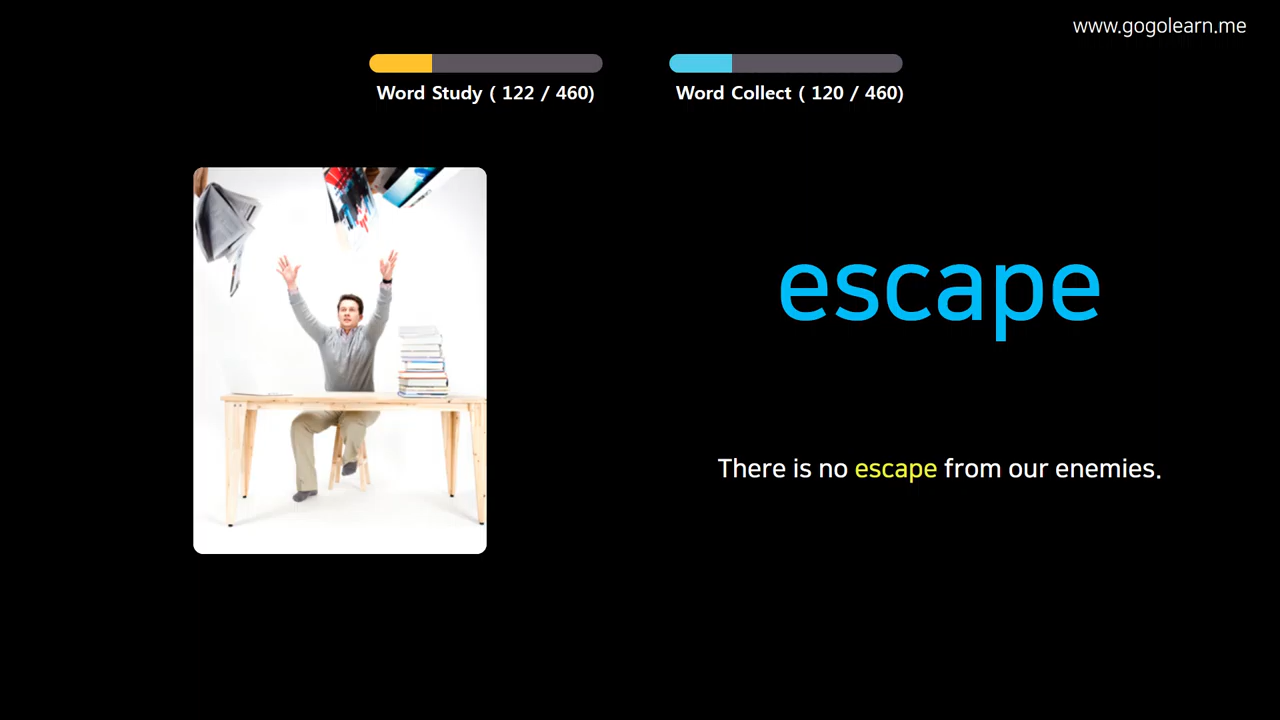 www.gogolearn.me
Word Study ( 122 / 460)
Word Collect ( 120 / 460)
escape
There is no escape from our enemies.